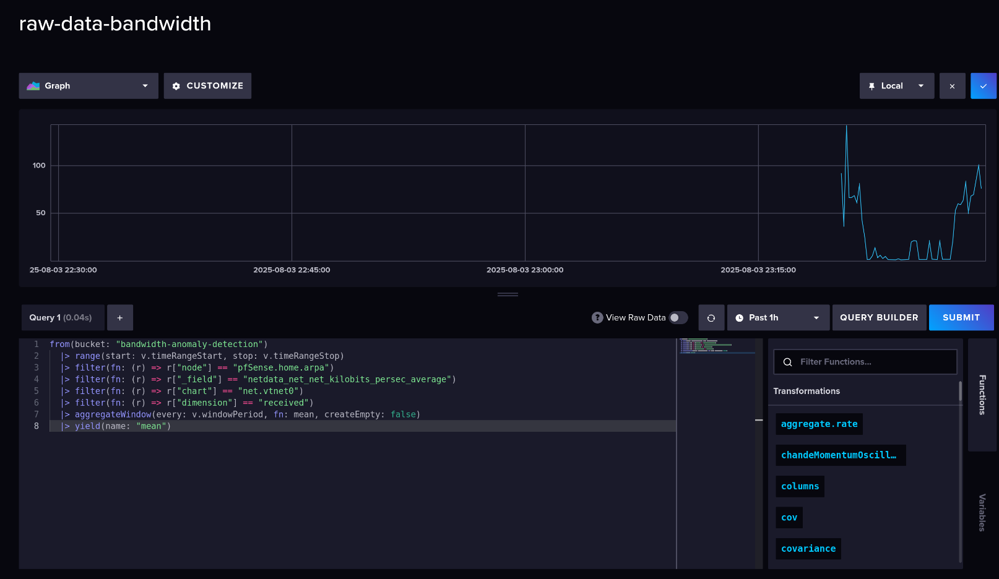 raw-data-bandwidth
Graph
CUSTOMIZE
Local
100
50
25-08-03 22:30:00
2025-08-03 22:45:00
2025-08-03 23:00:00
2025-08-03 23:15:00
Query 1 (0.04s)
+
? View Raw Data
Past 1h
QUERY BUILDER
SUBMIT
1 from(bucket: "bandwidth-anomaly-detection")
2   |> range(start: v.timeRangeStart, stop: v.timeRangeStop)
3   |> filter(fn: (r) => r["node"] == "pfSense.home.arpa")
4   |> filter(fn: (r) => r["_field"] == "netdata_net_net_kilobits_persec_average")
5   |> filter(fn: (r) => r["chart"] == "net.vtnet0")
6   |> filter(fn: (r) => r["dimension"] == "received")
7   |> aggregateWindow(every: v.windowPeriod, fn: mean, createEmpty: false)
8   |> yield(name: "mean")
Filter Functions...
Transformations
aggregate.rate
chandeMomentumOscill…
columns
cov
covariance
Functions
Variables